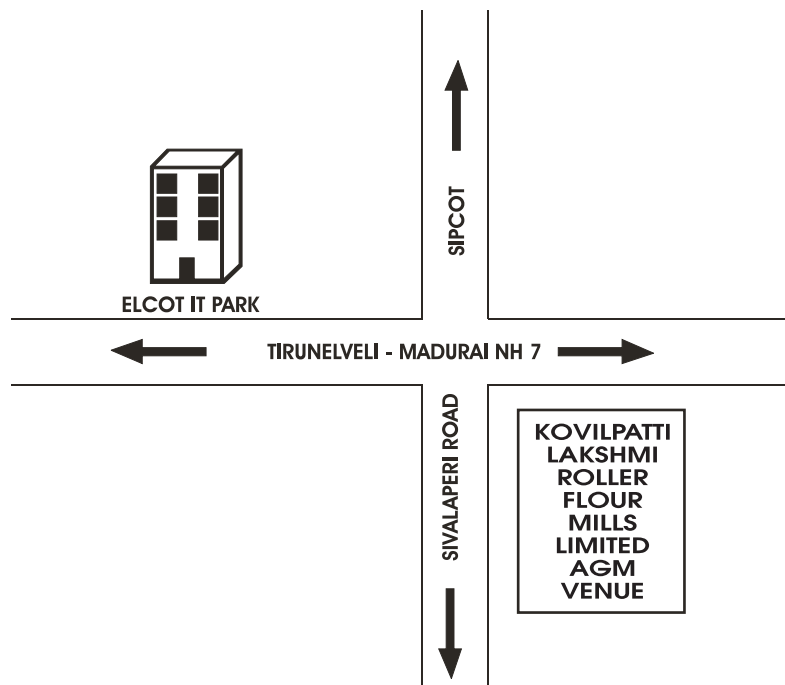 SIPCOT
ELCOT IT PARK
TIRUNELVELI - MADURAI NH 7
SIVALAPERI ROAD
KOVILPATTI
LAKSHMI
ROLLER
FLOUR
MILLS
LIMITED
AGM
VENUE